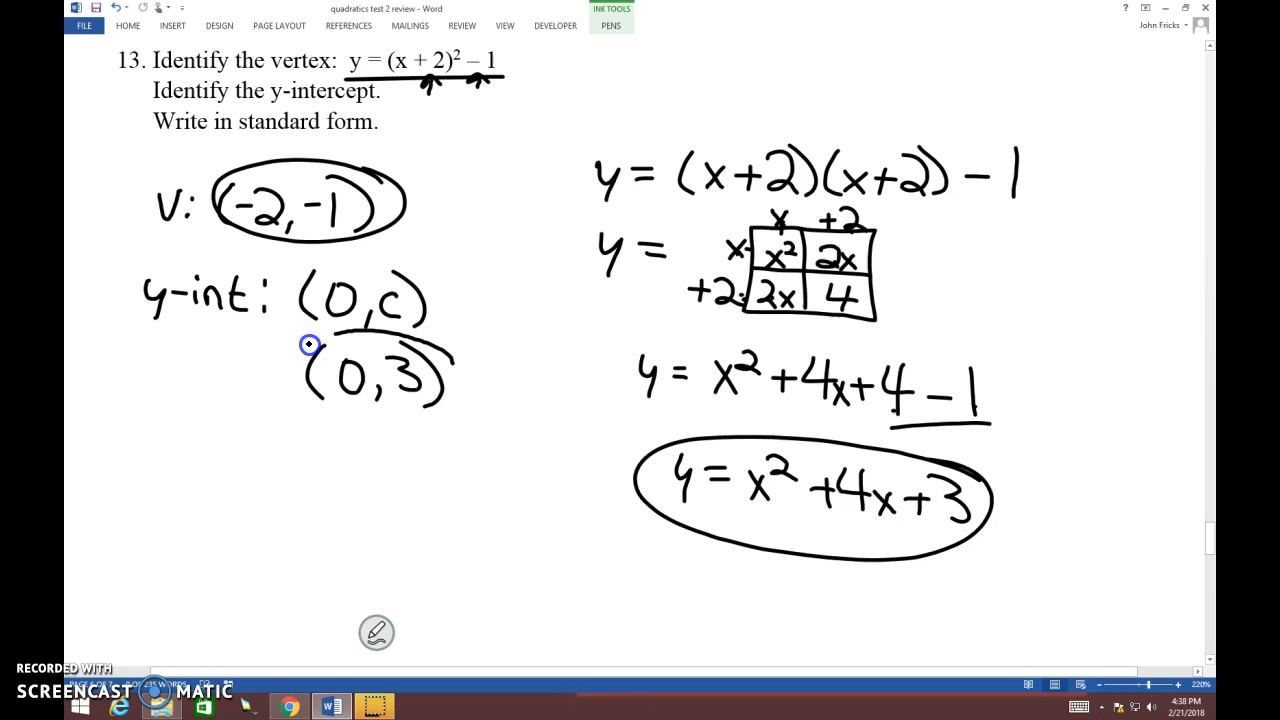 quadratics test 2 review - Word
INK TOOLS
FILE HOME INSERT DESIGN PAGE LAYOUT REFERENCES MAILINGS REVIEW VIEW DEVELOPER PENS
John Fricks
13. Identify the vertex: y = (x + 2)² – 1
Identify the y-intercept.
Write in standard form.
y = (x+2)(x+2) - 1
V: (-2, -1)
x +2
y = x x² 2x
+2 2x 4
y-int: (0, c)
(0, 3)
y = x² +4x+4 - 1
y = x² +4x+3
RECORDED WITH
SCREENCAST MATIC
220%
4:38 PM
2/21/2018